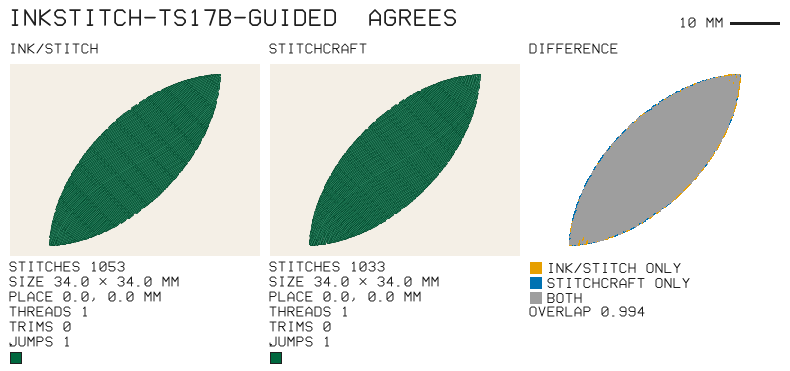 INKSTITCH-TS17B-GUIDED AGREES
10 MM
INK/STITCH
STITCHCRAFT
DIFFERENCE
STITCHES 1053
SIZE 34.0 × 34.0 MM
PLACE 0.0, 0.0 MM
THREADS 1
TRIMS 0
JUMPS 1
STITCHES 1033
SIZE 34.0 × 34.0 MM
PLACE 0.0, 0.0 MM
THREADS 1
TRIMS 0
JUMPS 1
INK/STITCH ONLY
STITCHCRAFT ONLY
BOTH
OVERLAP 0.994